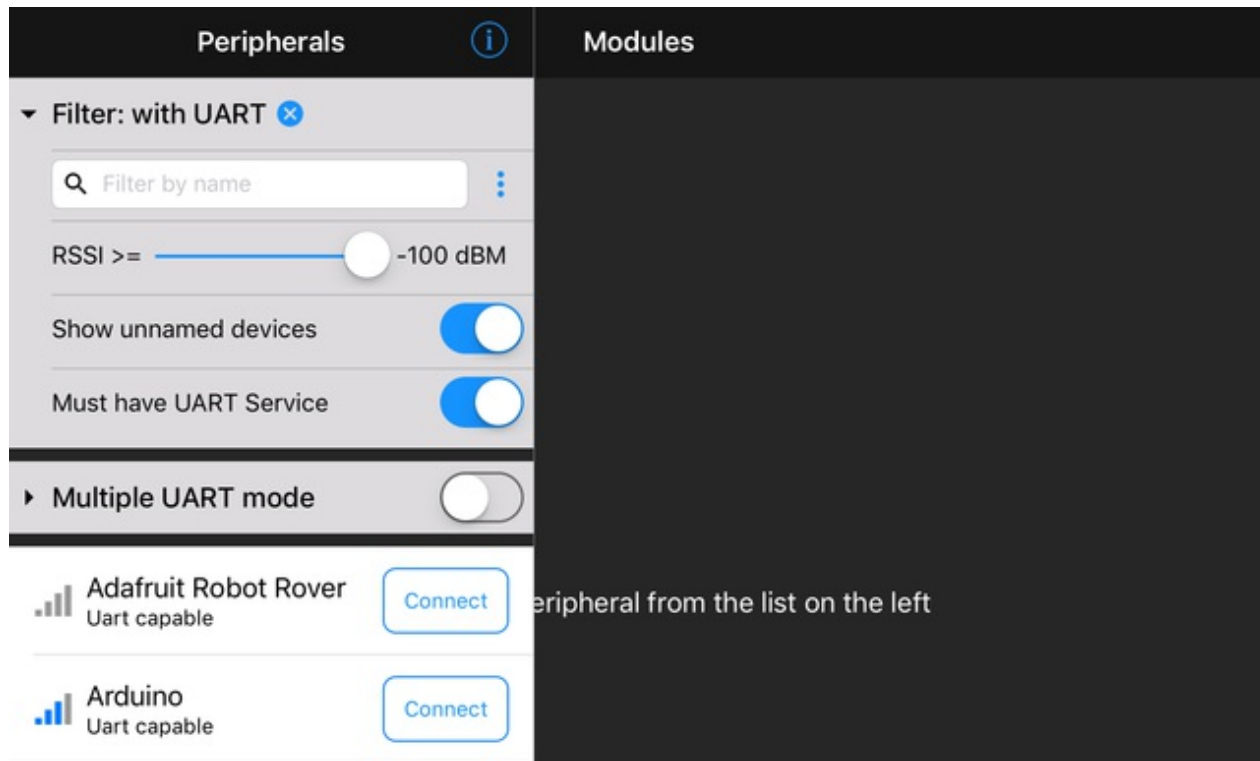 Peripherals
Modules
Filter: with UART
Filter by name
RSSI >= -100 dBM
Show unnamed devices
Must have UART Service
Multiple UART mode
Adafruit Robot Rover
Uart capable
Connect
eripheral from the list on the left
Arduino
Uart capable
Connect